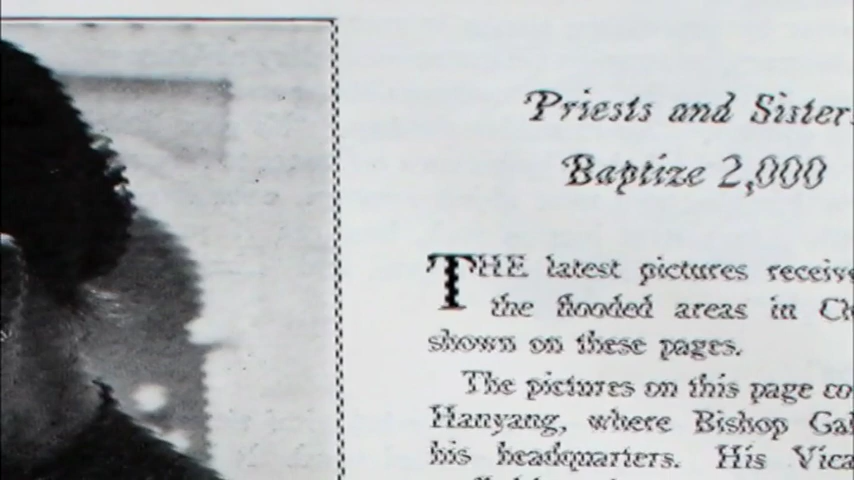 Priests and Sister
Baptize 2,000
THE latest pictures receive
the flooded areas in Ch
shown on these pages.
The pictures on this page co
Hanyang, where Bishop Gal
his headquarters. His Vica